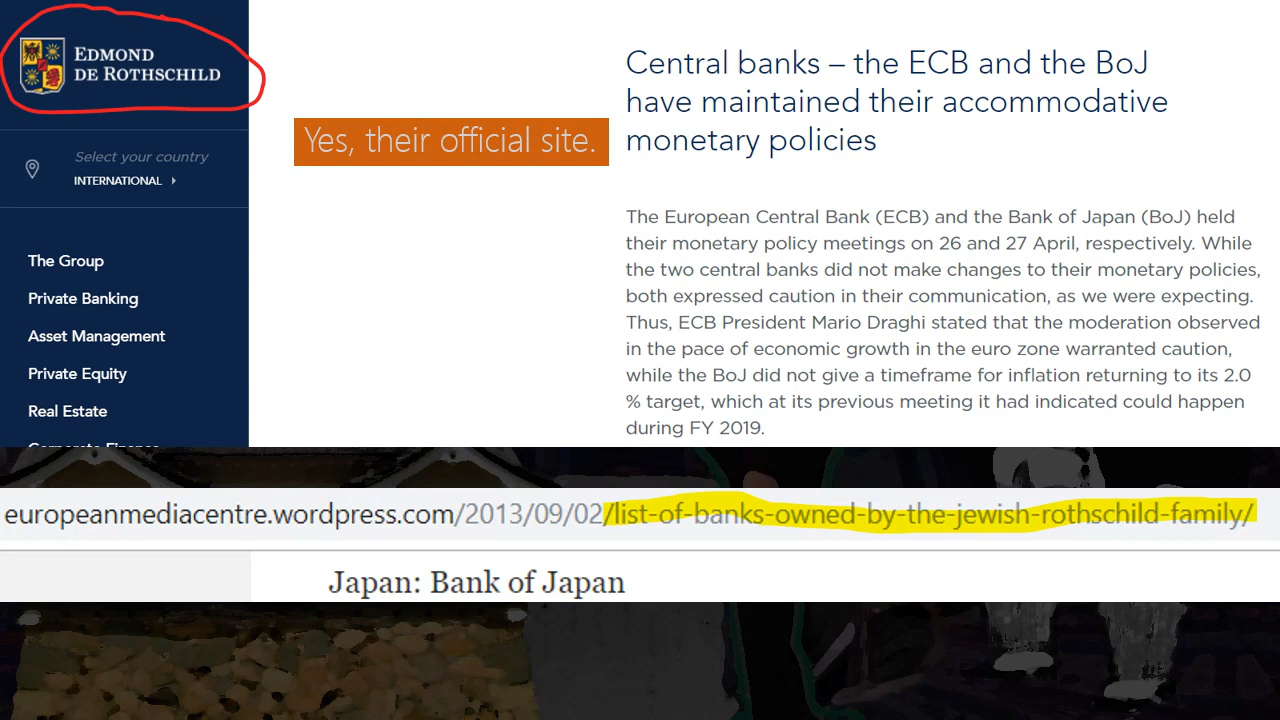 EDMOND
DE ROTHSCHILD
Select your country
INTERNATIONAL
The Group
Private Banking
Asset Management
Private Equity
Real Estate
Corporate Finance
Yes, their official site.
Central banks – the ECB and the BoJ
have maintained their accommodative
monetary policies
The European Central Bank (ECB) and the Bank of Japan (BoJ) held
their monetary policy meetings on 26 and 27 April, respectively. While
the two central banks did not make changes to their monetary policies,
both expressed caution in their communication, as we were expecting.
Thus, ECB President Mario Draghi stated that the moderation observed
in the pace of economic growth in the euro zone warranted caution,
while the BoJ did not give a timeframe for inflation returning to its 2.0
% target, which at its previous meeting it had indicated could happen
during FY 2019.
europeanmediacentre.wordpress.com/2013/09/02/list-of-banks-owned-by-the-jewish-rothschild-family/
Japan: Bank of Japan